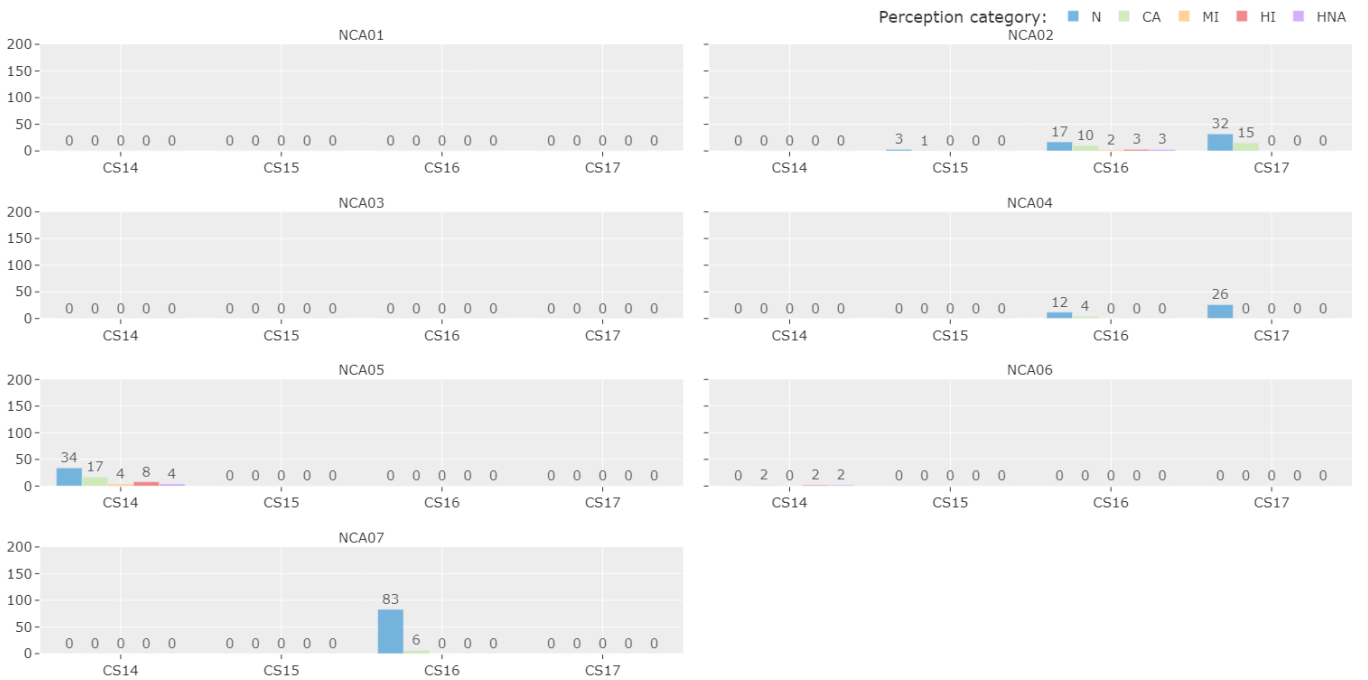 Perception category: N CA MI HI HNA
NCA01 NCA02
200
150
100
50
0
0 0 0 0 0 0 0 0 0 0 0 0 0 0 0 0 0 0 0 0
CS14 CS15 CS16 CS17
0 0 0 0 0 3 1 0 0 0 17 10 2 3 3 32 15 0 0 0
CS14 CS15 CS16 CS17
NCA03 NCA04
200
150
100
50
0
0 0 0 0 0 0 0 0 0 0 0 0 0 0 0 0 0 0 0 0
CS14 CS15 CS16 CS17
0 0 0 0 0 0 0 0 0 0 12 4 0 0 0 26 0 0 0 0
CS14 CS15 CS16 CS17
NCA05 NCA06
200
150
100
50
0
34 17 4 8 4 0 0 0 0 0 0 0 0 0 0 0 0 0 0 0
CS14 CS15 CS16 CS17
0 2 0 2 2 0 0 0 0 0 0 0 0 0 0 0 0 0 0 0
CS14 CS15 CS16 CS17
NCA07
200
150
100
50
0
0 0 0 0 0 0 0 0 0 0 83 6 0 0 0 0 0 0 0 0
CS14 CS15 CS16 CS17